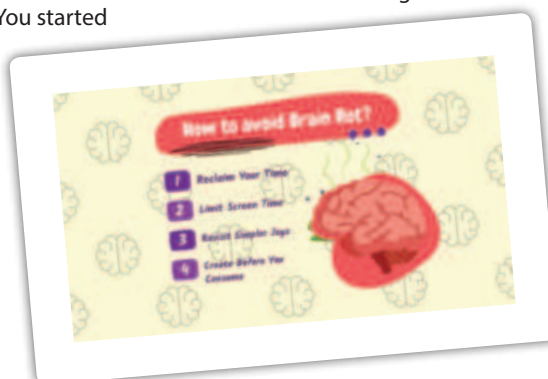 You started
How to avoid Brain Rot?
1 Reclaim Your Time
2 Limit Screen Time
3 Revisit Simpler Joys
4 Create Before You
Consume